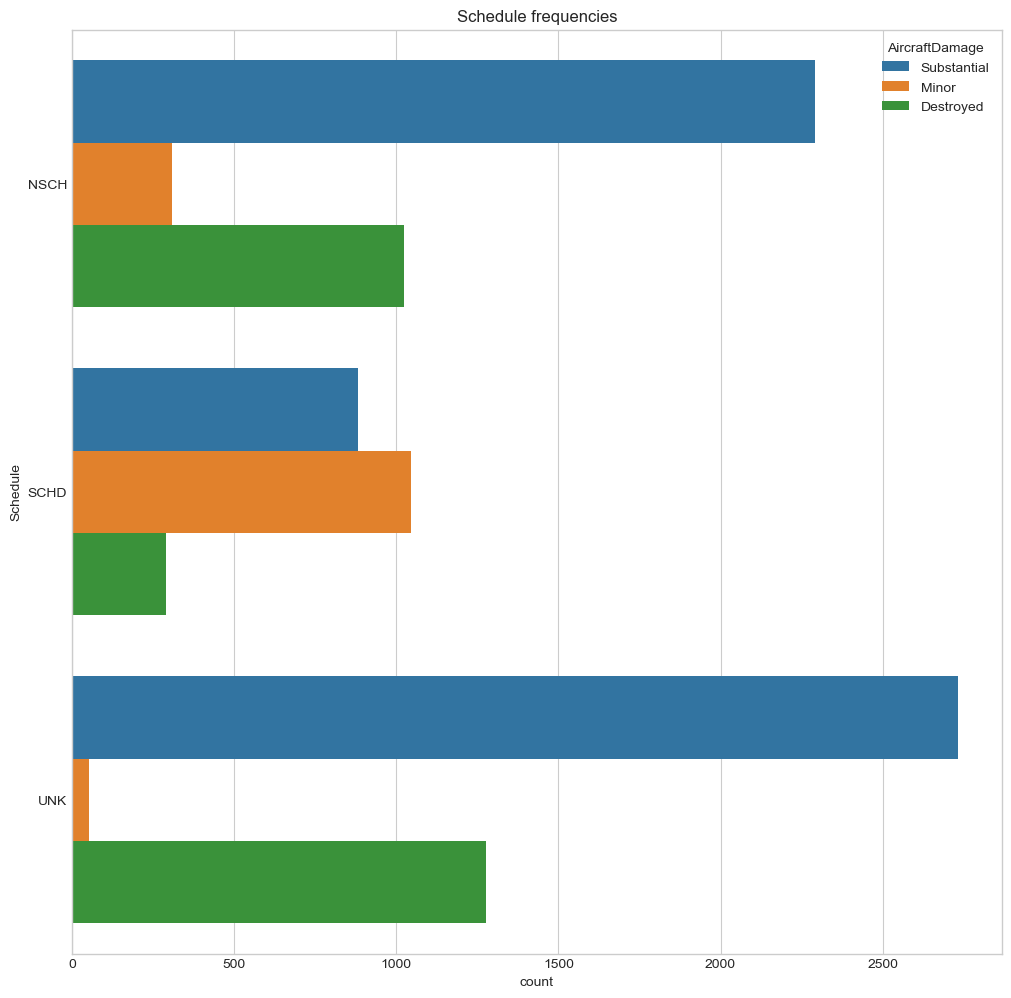 Schedule frequencies
AircraftDamage
Substantial
Minor
Destroyed
NSCH
SCHD
UNK
Schedule
0 500 1000 1500 2000 2500
count